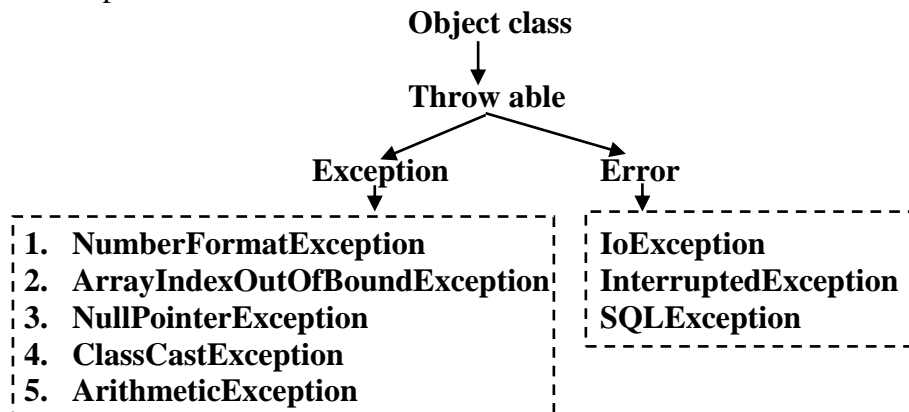 Object class
Throw able
Exception Error
1. NumberFormatException
2. ArrayIndexOutOfBoundException
3. NullPointerException
4. ClassCastException
5. ArithmeticException
IoException
InterruptedException
SQLException